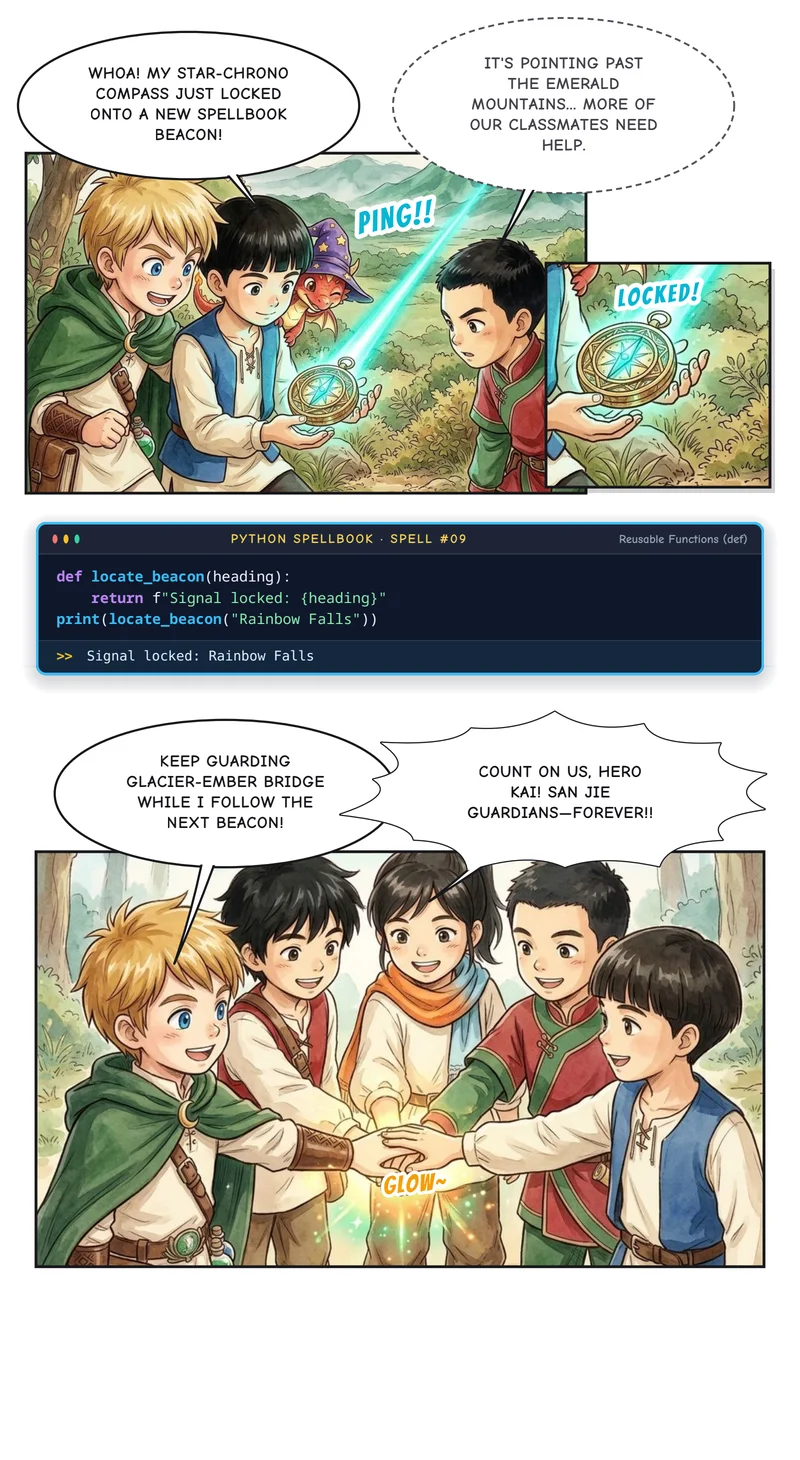 WHOA! MY STAR-CHRONO
COMPASS JUST LOCKED
ONTO A NEW SPELLBOOK
BEACON!
IT'S POINTING PAST
THE EMERALD
MOUNTAINS... MORE OF
OUR CLASSMATES NEED
HELP.
PING!!
LOCKED!
PYTHON SPELLBOOK · SPELL #09
Reusable Functions (def)
def locate_beacon(heading):
    return f"Signal locked: {heading}"
print(locate_beacon("Rainbow Falls"))
>> Signal locked: Rainbow Falls
KEEP GUARDING
GLACIER-EMBER BRIDGE
WHILE I FOLLOW THE
NEXT BEACON!
COUNT ON US, HERO
KAI! SAN JIE
GUARDIANS—FOREVER!!
GLOW~